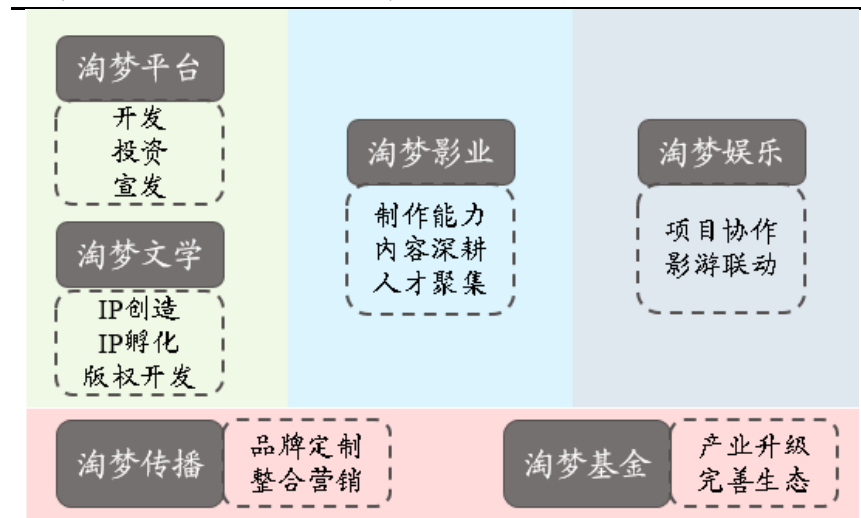 淘梦平台
开发
投资
宣发
淘梦文学
IP创造
IP孵化
版权开发
淘梦影业
制作能力
内容深耕
人才聚集
淘梦娱乐
项目协作
影游联动
淘梦传播
品牌定制
整合营销
淘梦基金
产业升级
完善生态